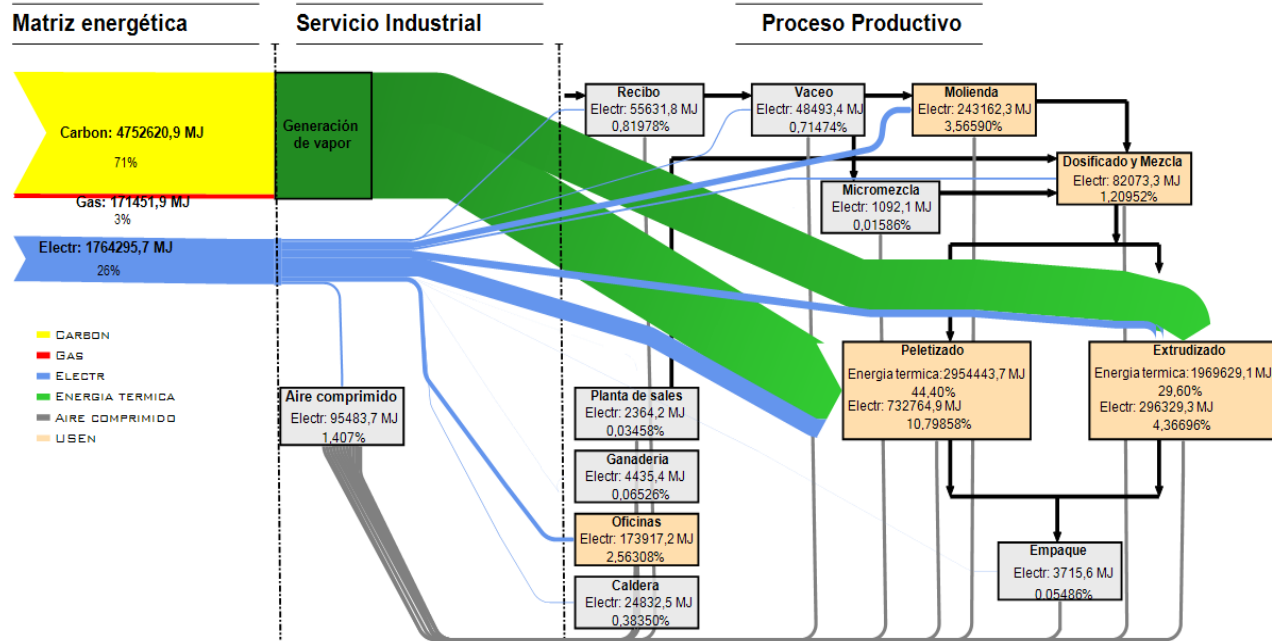 Matriz energética
Servicio Industrial
Proceso Productivo
Carbon: 4752620,9 MJ
71%
Gas: 171451,9 MJ
3%
Electr: 1764295,7 MJ
26%
Generación
de vapor
CARBON
GAS
ELECTR
ENERGIA TERMICA
AIRE COMPRIMIDO
USEN
Aire comprimido
Electr: 95483,7 MJ
1,407%
Recibo
Electr: 55631,8 MJ
0,81978%
Vaceo
Electr: 48493,4 MJ
0,71474%
Molienda
Electr: 243162,3 MJ
3,56590%
Dosificado y Mezcla
Electr: 82073,3 MJ
1,20952%
Micromezcla
Electr: 1092,1 MJ
0,01586%
Peletizado
Energia termica: 2954443,7 MJ
44,40%
Electr: 732764,9 MJ
10,79858%
Extrudizado
Energia termica: 1969629,1 MJ
29,60%
Electr: 296329,3 MJ
4,36696%
Planta de sales
Electr: 2364,2 MJ
0,03458%
Ganaderia
Electr: 4435,4 MJ
0,06526%
Oficinas
Electr: 173917,2 MJ
2,56308%
Caldera
Electr: 24832,5 MJ
0,38350%
Empaque
Electr: 3715,6 MJ
0,05486%